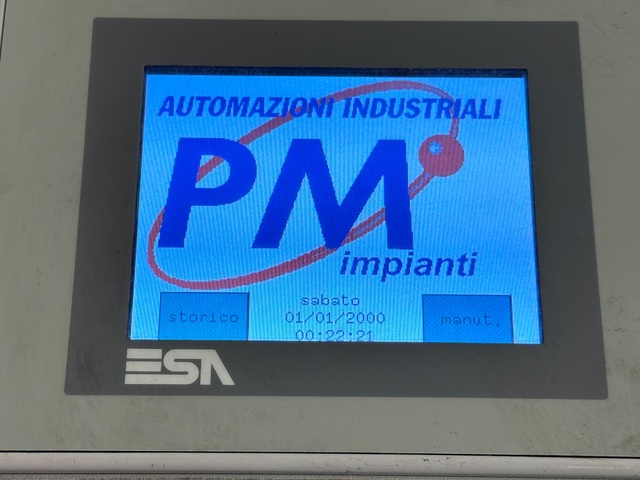 AUTOMAZIONI INDUSTRIALI
PM
impianti
sabato
storico
01/01/2000
manut.
00:22:21
ESA